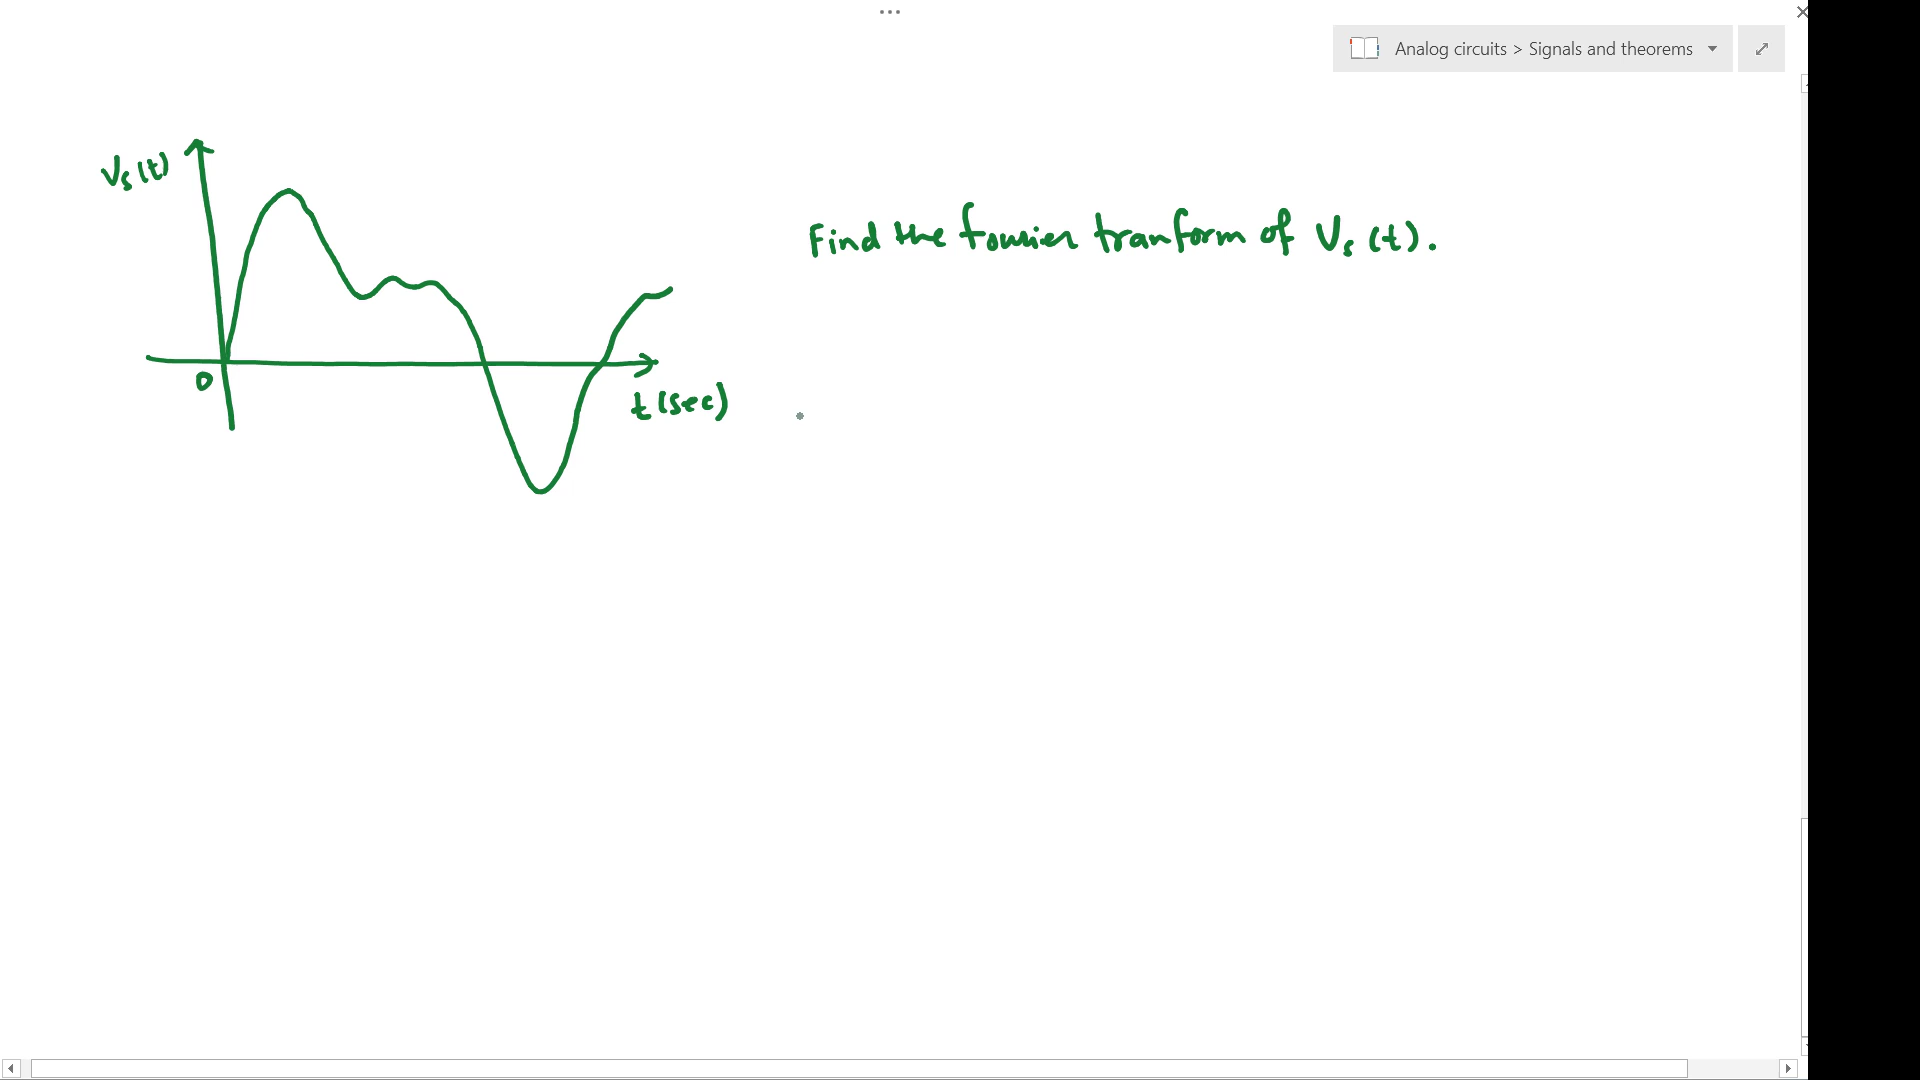 Analog circuits > Signals and theorems
Vs(t)
Find the fourier tranform of Vs(t).
0
t(sec)